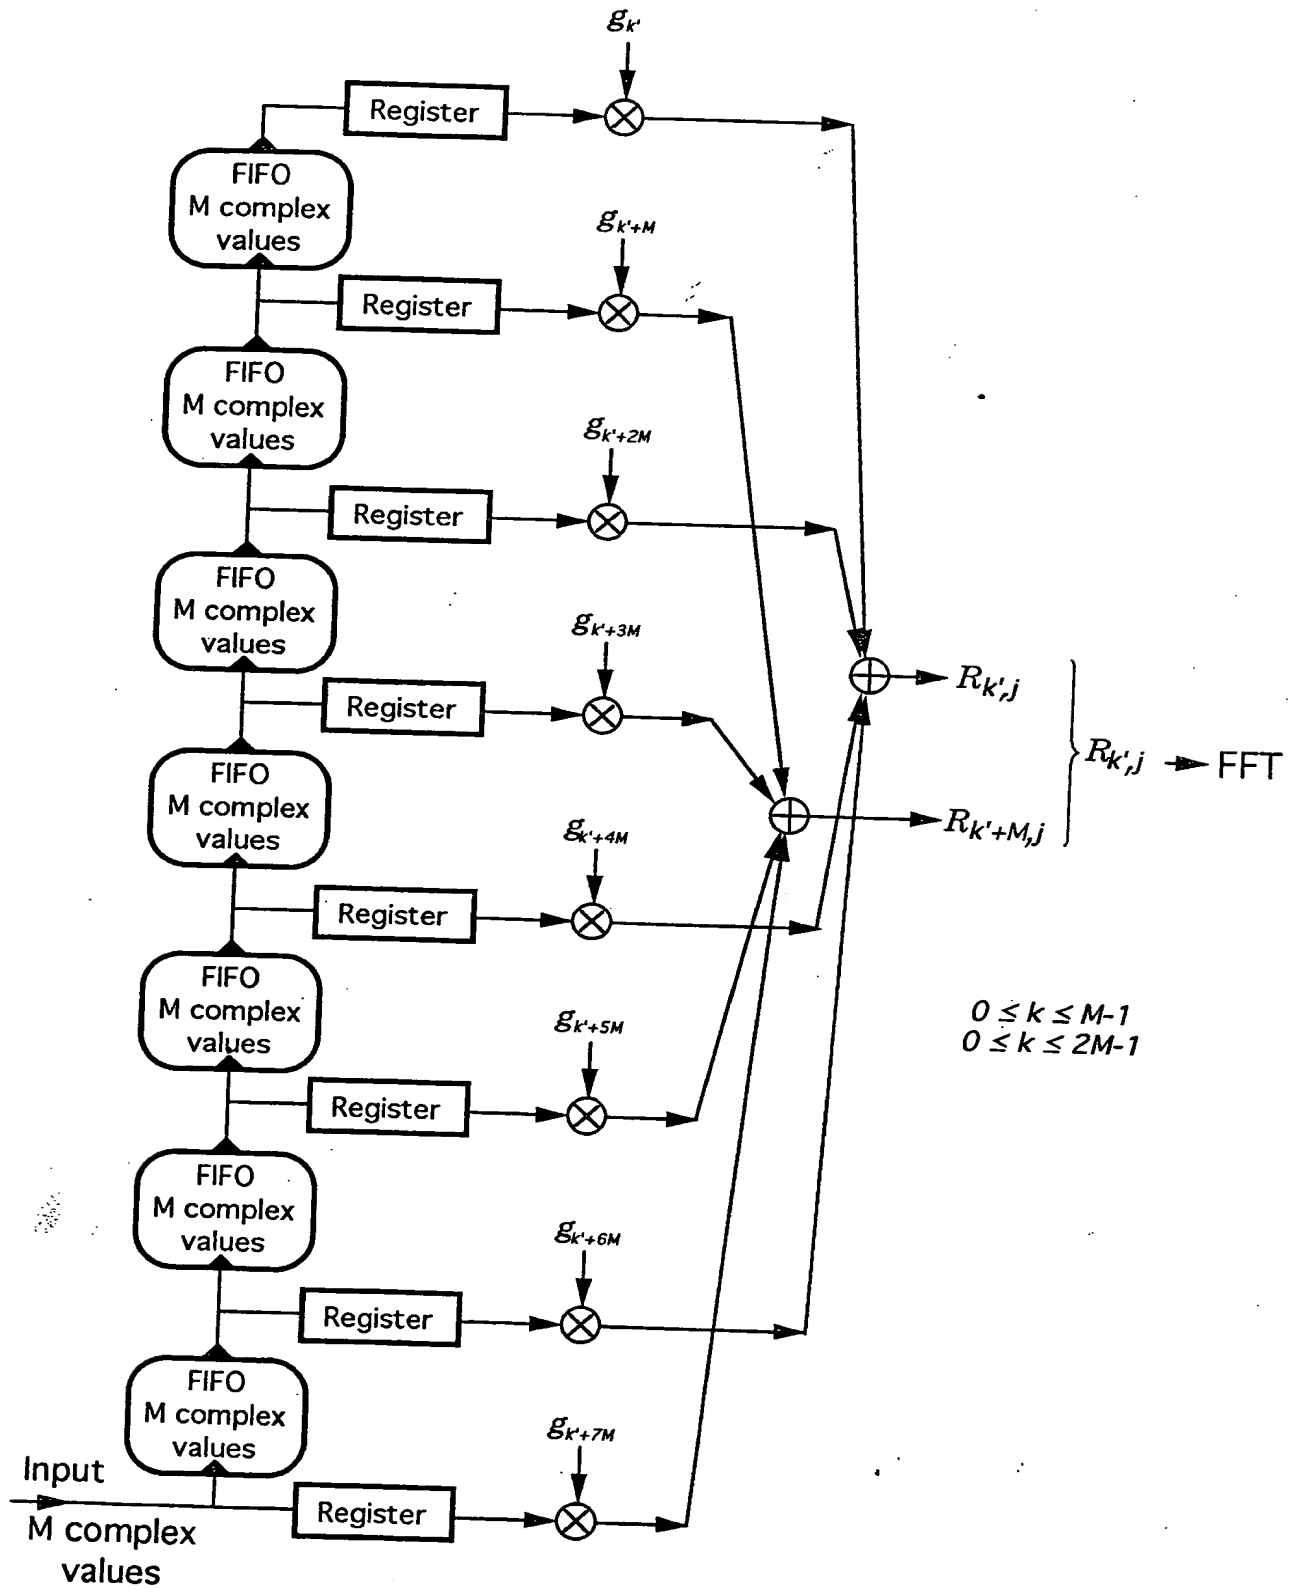 g_k'
Register
FIFO
M complex
values
g_k'+M
Register
FIFO
M complex
values
g_k'+2M
Register
FIFO
M complex
values
g_k'+3M
Register
R_k',j
FIFO
M complex
values
R_k',j → FFT
R_k'+M,j
g_k'+4M
Register
FIFO
M complex
values
0 ≤ k ≤ M-1
0 ≤ k ≤ 2M-1
g_k'+5M
Register
FIFO
M complex
values
g_k'+6M
Register
FIFO
M complex
values
g_k'+7M
Input
Register
M complex
values